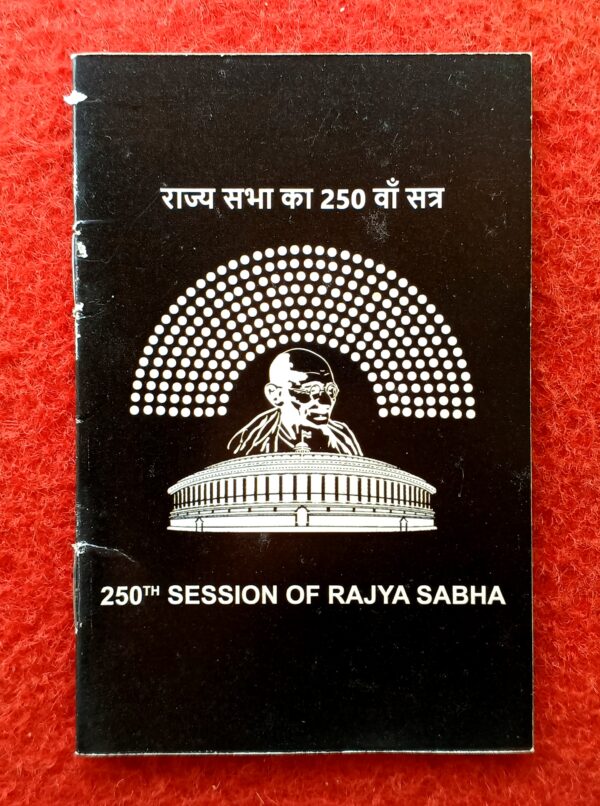 राज्य सभा का 250 वाँ सत्र
250TH SESSION OF RAJYA SABHA